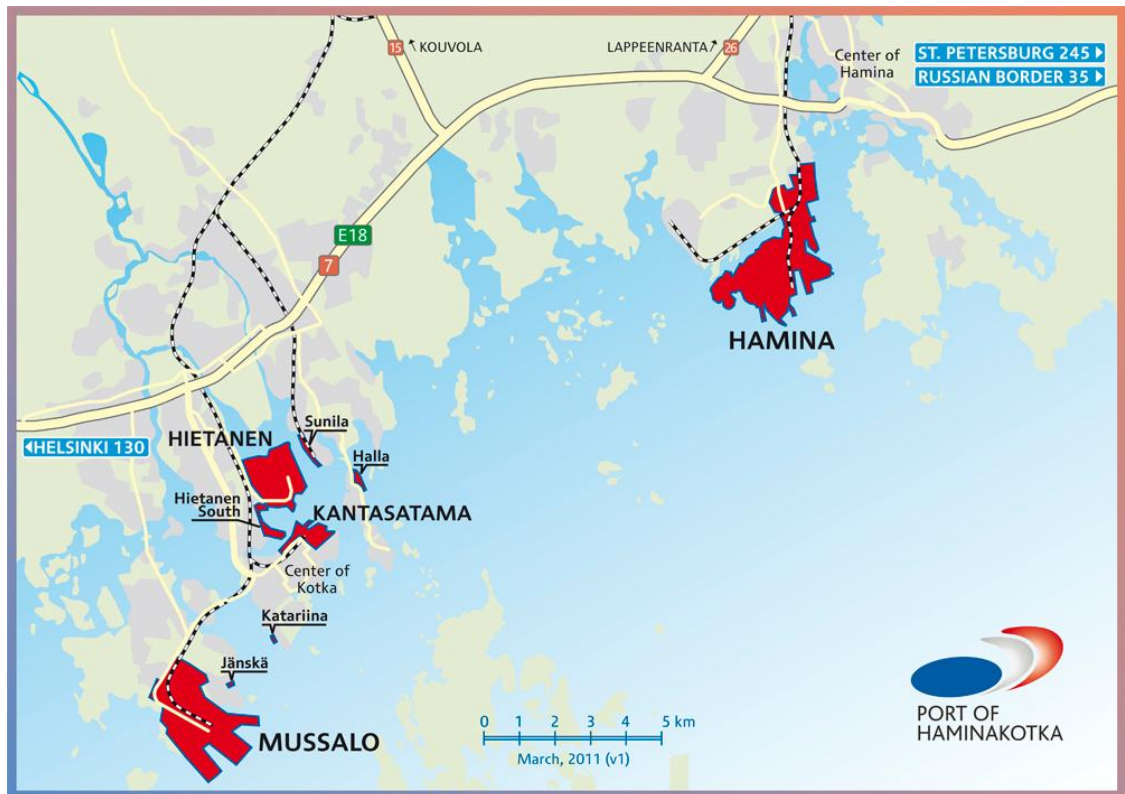 15
KOUVOLA
LAPPEENRANTA
26
Center of
Hamina
ST. PETERSBURG 245
RUSSIAN BORDER 35
E18
7
HAMINA
HELSINKI 130
HIETANEN
Sunila
Halla
Hietanen
South
KANTASATAMA
Center of
Kotka
Katariina
Jänskä
MUSSALO
0 1 2 3 4 5 km
March, 2011 (v1)
PORT OF
HAMINAKOTKA